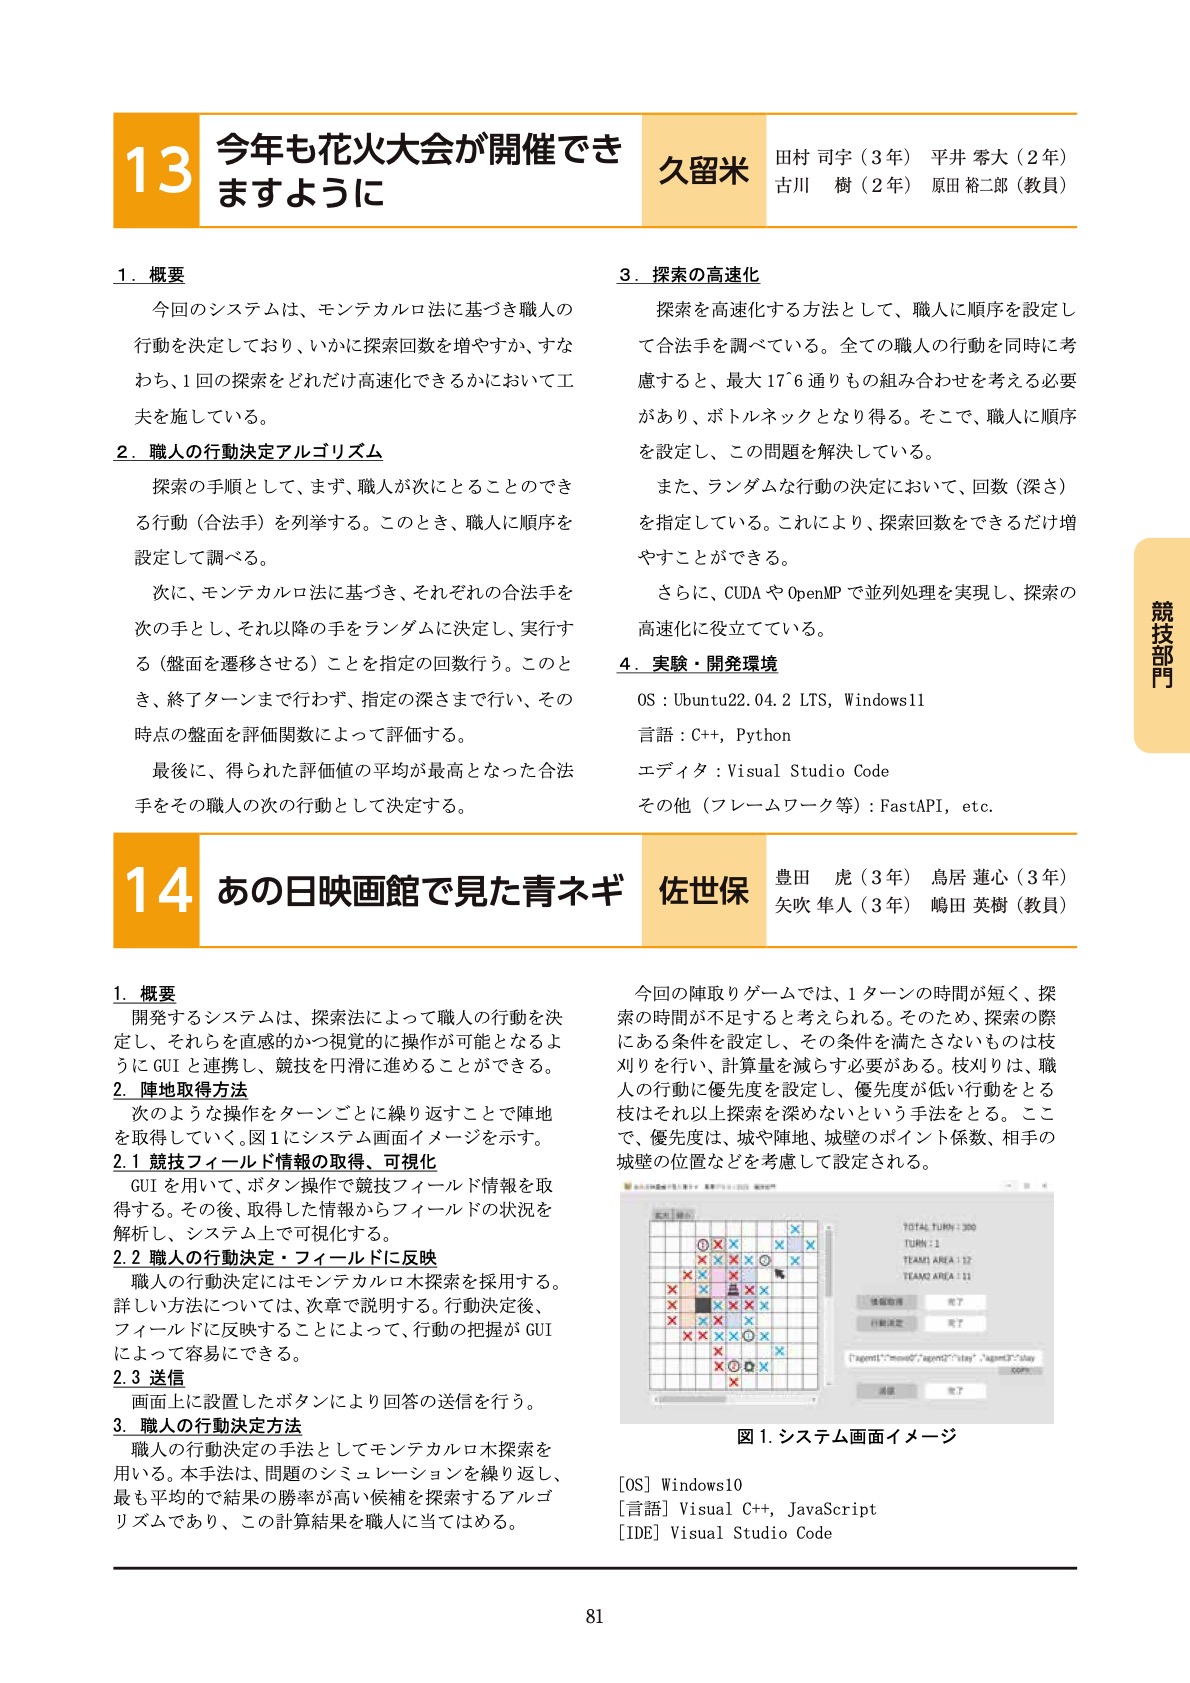 13
今年も花火大会が開催でき
ますように
久留米
田村 司宇（３年）　平井 零大（２年）
古川　樹（２年）　原田 裕二郎（教員）
１．概要
今回のシステムは、モンテカルロ法に基づき職人の
行動を決定しており、いかに探索回数を増やすか、すな
わち、1 回の探索をどれだけ高速化できるかにおいて工
夫を施している。
２．職人の行動決定アルゴリズム
探索の手順として、まず、職人が次にとることのでき
る行動（合法手）を列挙する。このとき、職人に順序を
設定して調べる。
次に、モンテカルロ法に基づき、それぞれの合法手を
次の手とし、それ以降の手をランダムに決定し、実行す
る（盤面を遷移させる）ことを指定の回数行う。このと
き、終了ターンまで行わず、指定の深さまで行い、その
時点の盤面を評価関数によって評価する。
最後に、得られた評価値の平均が最高となった合法
手をその職人の次の行動として決定する。
３．探索の高速化
探索を高速化する方法として、職人に順序を設定し
て合法手を調べている。全ての職人の行動を同時に考
慮すると、最大 17^6 通りもの組み合わせを考える必要
があり、ボトルネックとなり得る。そこで、職人に順序
を設定し、この問題を解決している。
また、ランダムな行動の決定において、回数（深さ）
を指定している。これにより、探索回数をできるだけ増
やすことができる。
さらに、CUDA や OpenMP で並列処理を実現し、探索の
高速化に役立てている。
４．実験・開発環境
OS：Ubuntu22.04.2 LTS, Windows11
言語：C++, Python
エディタ：Visual Studio Code
その他（フレームワーク等）：FastAPI, etc.
競技部門
14
あの日映画館で見た青ネギ
佐世保
豊田　虎（３年）　鳥居 蓮心（３年）
矢吹 隼人（３年）　嶋田 英樹（教員）
1. 概要
開発するシステムは、探索法によって職人の行動を決
定し、それらを直感的かつ視覚的に操作が可能となるよ
うに GUI と連携し、競技を円滑に進めることができる。
2. 陣地取得方法
次のような操作をターンごとに繰り返すことで陣地
を取得していく。図 1 にシステム画面イメージを示す。
2.1 競技フィールド情報の取得、可視化
GUI を用いて、ボタン操作で競技フィールド情報を取
得する。その後、取得した情報からフィールドの状況を
解析し、システム上で可視化する。
2.2 職人の行動決定・フィールドに反映
職人の行動決定にはモンテカルロ木探索を採用する。
詳しい方法については、次章で説明する。行動決定後、
フィールドに反映することによって、行動の把握が GUI
によって容易にできる。
2.3 送信
画面上に設置したボタンにより回答の送信を行う。
3. 職人の行動決定方法
職人の行動決定の手法としてモンテカルロ木探索を
用いる。本手法は、問題のシミュレーションを繰り返し、
最も平均的で結果の勝率が高い候補を探索するアルゴ
リズムであり、この計算結果を職人に当てはめる。
今回の陣取りゲームでは、1 ターンの時間が短く、探
索の時間が不足すると考えられる。そのため、探索の際
にある条件を設定し、その条件を満たさないものは枝
刈りを行い、計算量を減らす必要がある。枝刈りは、職
人の行動に優先度を設定し、優先度が低い行動をとる
枝はそれ以上探索を深めないという手法をとる。ここ
で、優先度は、城や陣地、城壁のポイント係数、相手の
城壁の位置などを考慮して設定される。
拡大 縮小
TOTAL TURN : 300
TURN : 1
TEAM1 AREA : 12
TEAM2 AREA : 11
情報取得 完了
行動決定 完了
{"agent1":"move0","agent2":"stay","agent3":"stay
COPY
送信 完了
図 1. システム画面イメージ
[OS] Windows10
[言語] Visual C++, JavaScript
[IDE] Visual Studio Code
81